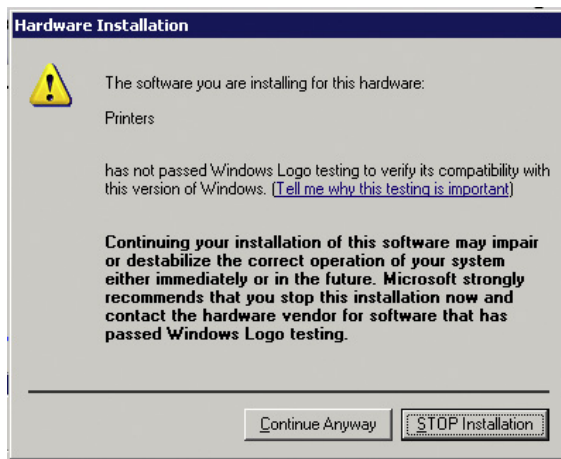 Hardware Installation
The software you are installing for this hardware:
Printers
has not passed Windows Logo testing to verify its compatibility with
this version of Windows. (Tell me why this testing is important)
Continuing your installation of this software may impair
or destabilize the correct operation of your system
either immediately or in the future. Microsoft strongly
recommends that you stop this installation now and
contact the hardware vendor for software that has
passed Windows Logo testing.
Continue Anyway
STOP Installation